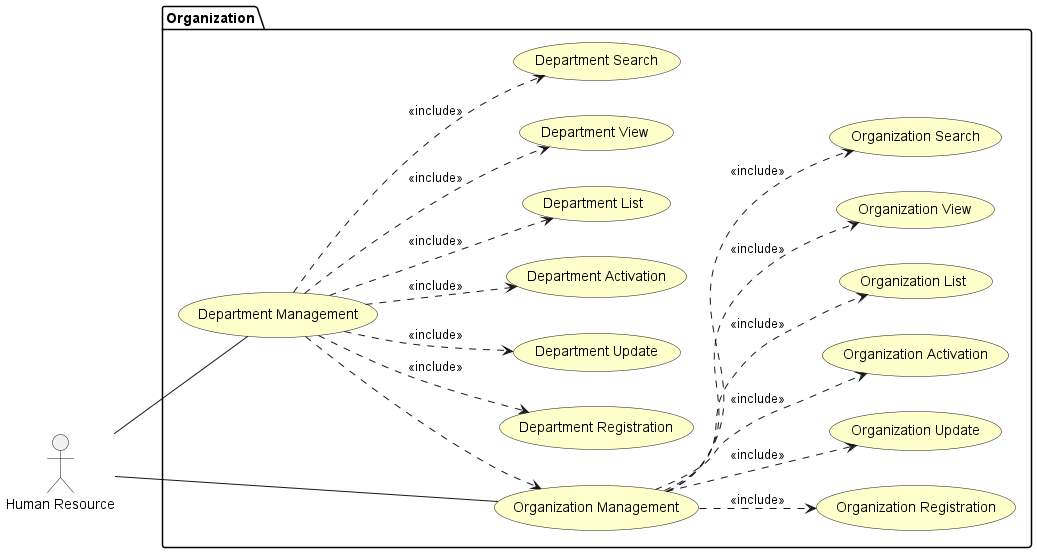 Organization
Department Search
«include»
Department View
«include»
Department List
«include»
Department Activation
«include»
Department Management
Department Update
«include»
Department Registration
«include»
Organization Search
«include»
Organization View
«include»
Organization List
«include»
Organization Activation
«include»
Organization Update
«include»
Organization Registration
«include»
Organization Management
Human Resource